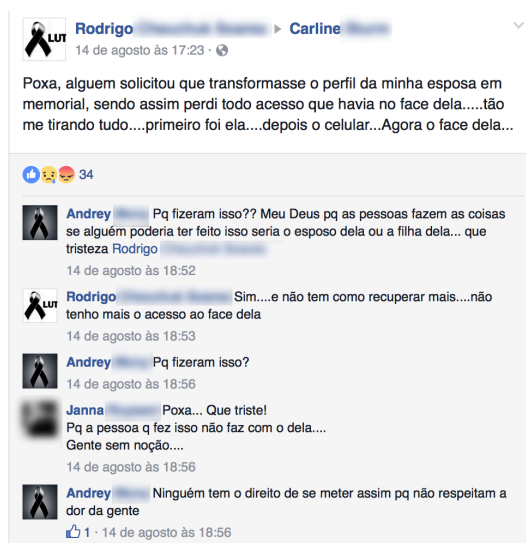 LUT
Rodrigo Carline
14 de agosto às 17:23 ·
Poxa, alguem solicitou que transformasse o perfil da minha esposa em
memorial, sendo assim perdi todo acesso que havia no face dela.....tão
me tirando tudo....primeiro foi ela....depois o celular...Agora o face dela...
34
Andrey Pq fizeram isso?? Meu Deus pq as pessoas fazem as coisas
se alguém poderia ter feito isso seria o esposo dela ou a filha dela... que
tristeza Rodrigo
14 de agosto às 18:52
LUT
Rodrigo Sim....e não tem como recuperar mais....não
tenho mais o acesso ao face dela
14 de agosto às 18:53
Andrey Pq fizeram isso?
14 de agosto às 18:56
Janna Poxa... Que triste!
Pq a pessoa q fez isso não faz com o dela....
Gente sem noção....
14 de agosto às 18:56
Andrey Ninguém tem o direito de se meter assim pq não respeitam a
dor da gente
1 · 14 de agosto às 18:56